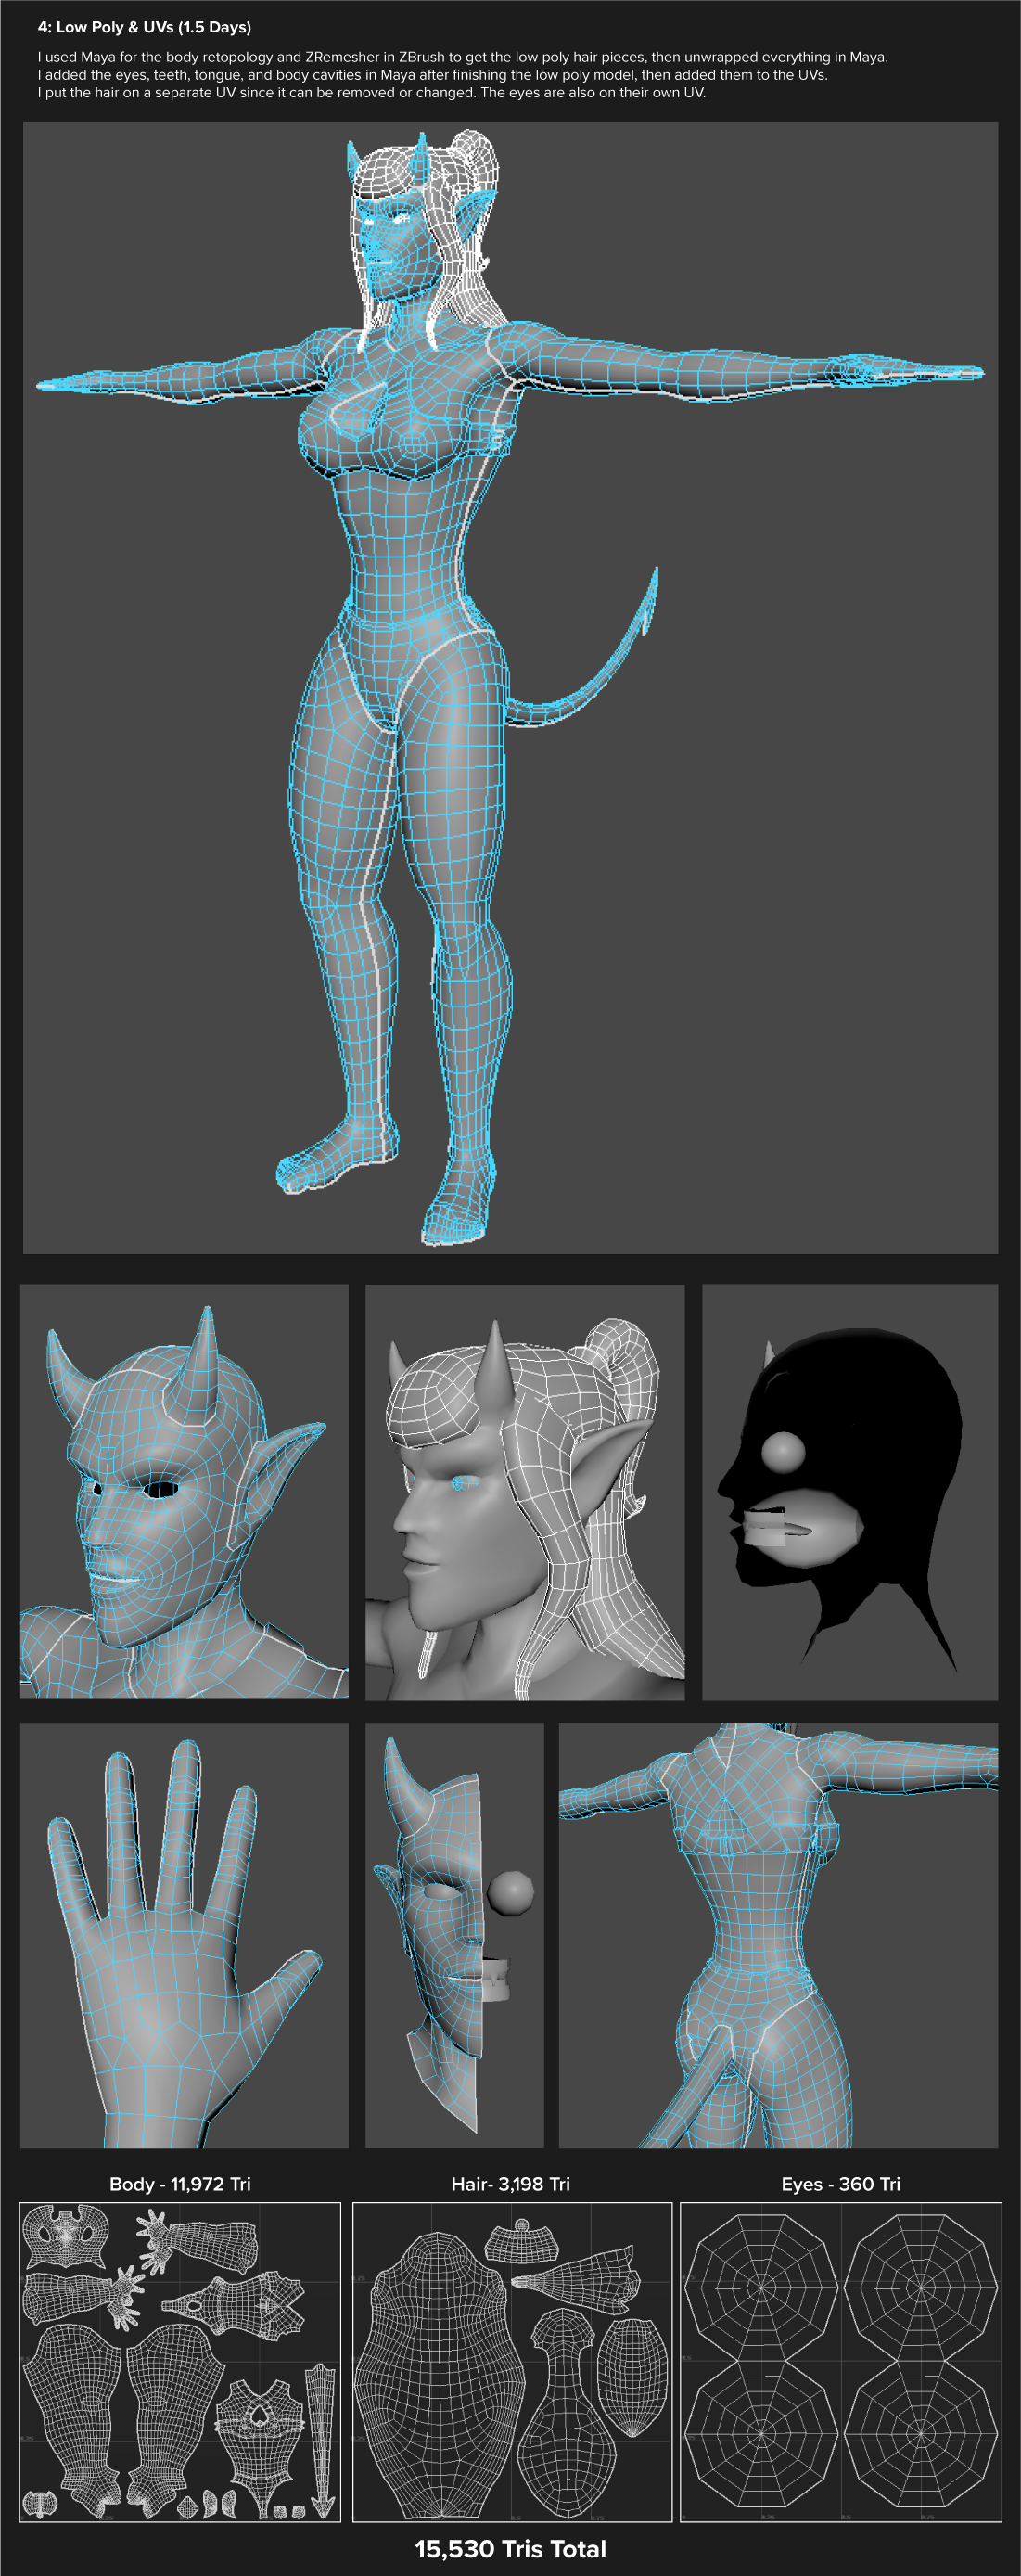 4: Low Poly & UVs (1.5 Days)
I used Maya for the body retopology and ZRemesher in ZBrush to get the low poly hair pieces, then unwrapped everything in Maya.
I added the eyes, teeth, tongue, and body cavities in Maya after finishing the low poly model, then added them to the UVs.
I put the hair on a separate UV since it can be removed or changed. The eyes are also on their own UV.
Body - 11,972 Tri
Hair- 3,198 Tri
Eyes - 360 Tri
15,530 Tris Total